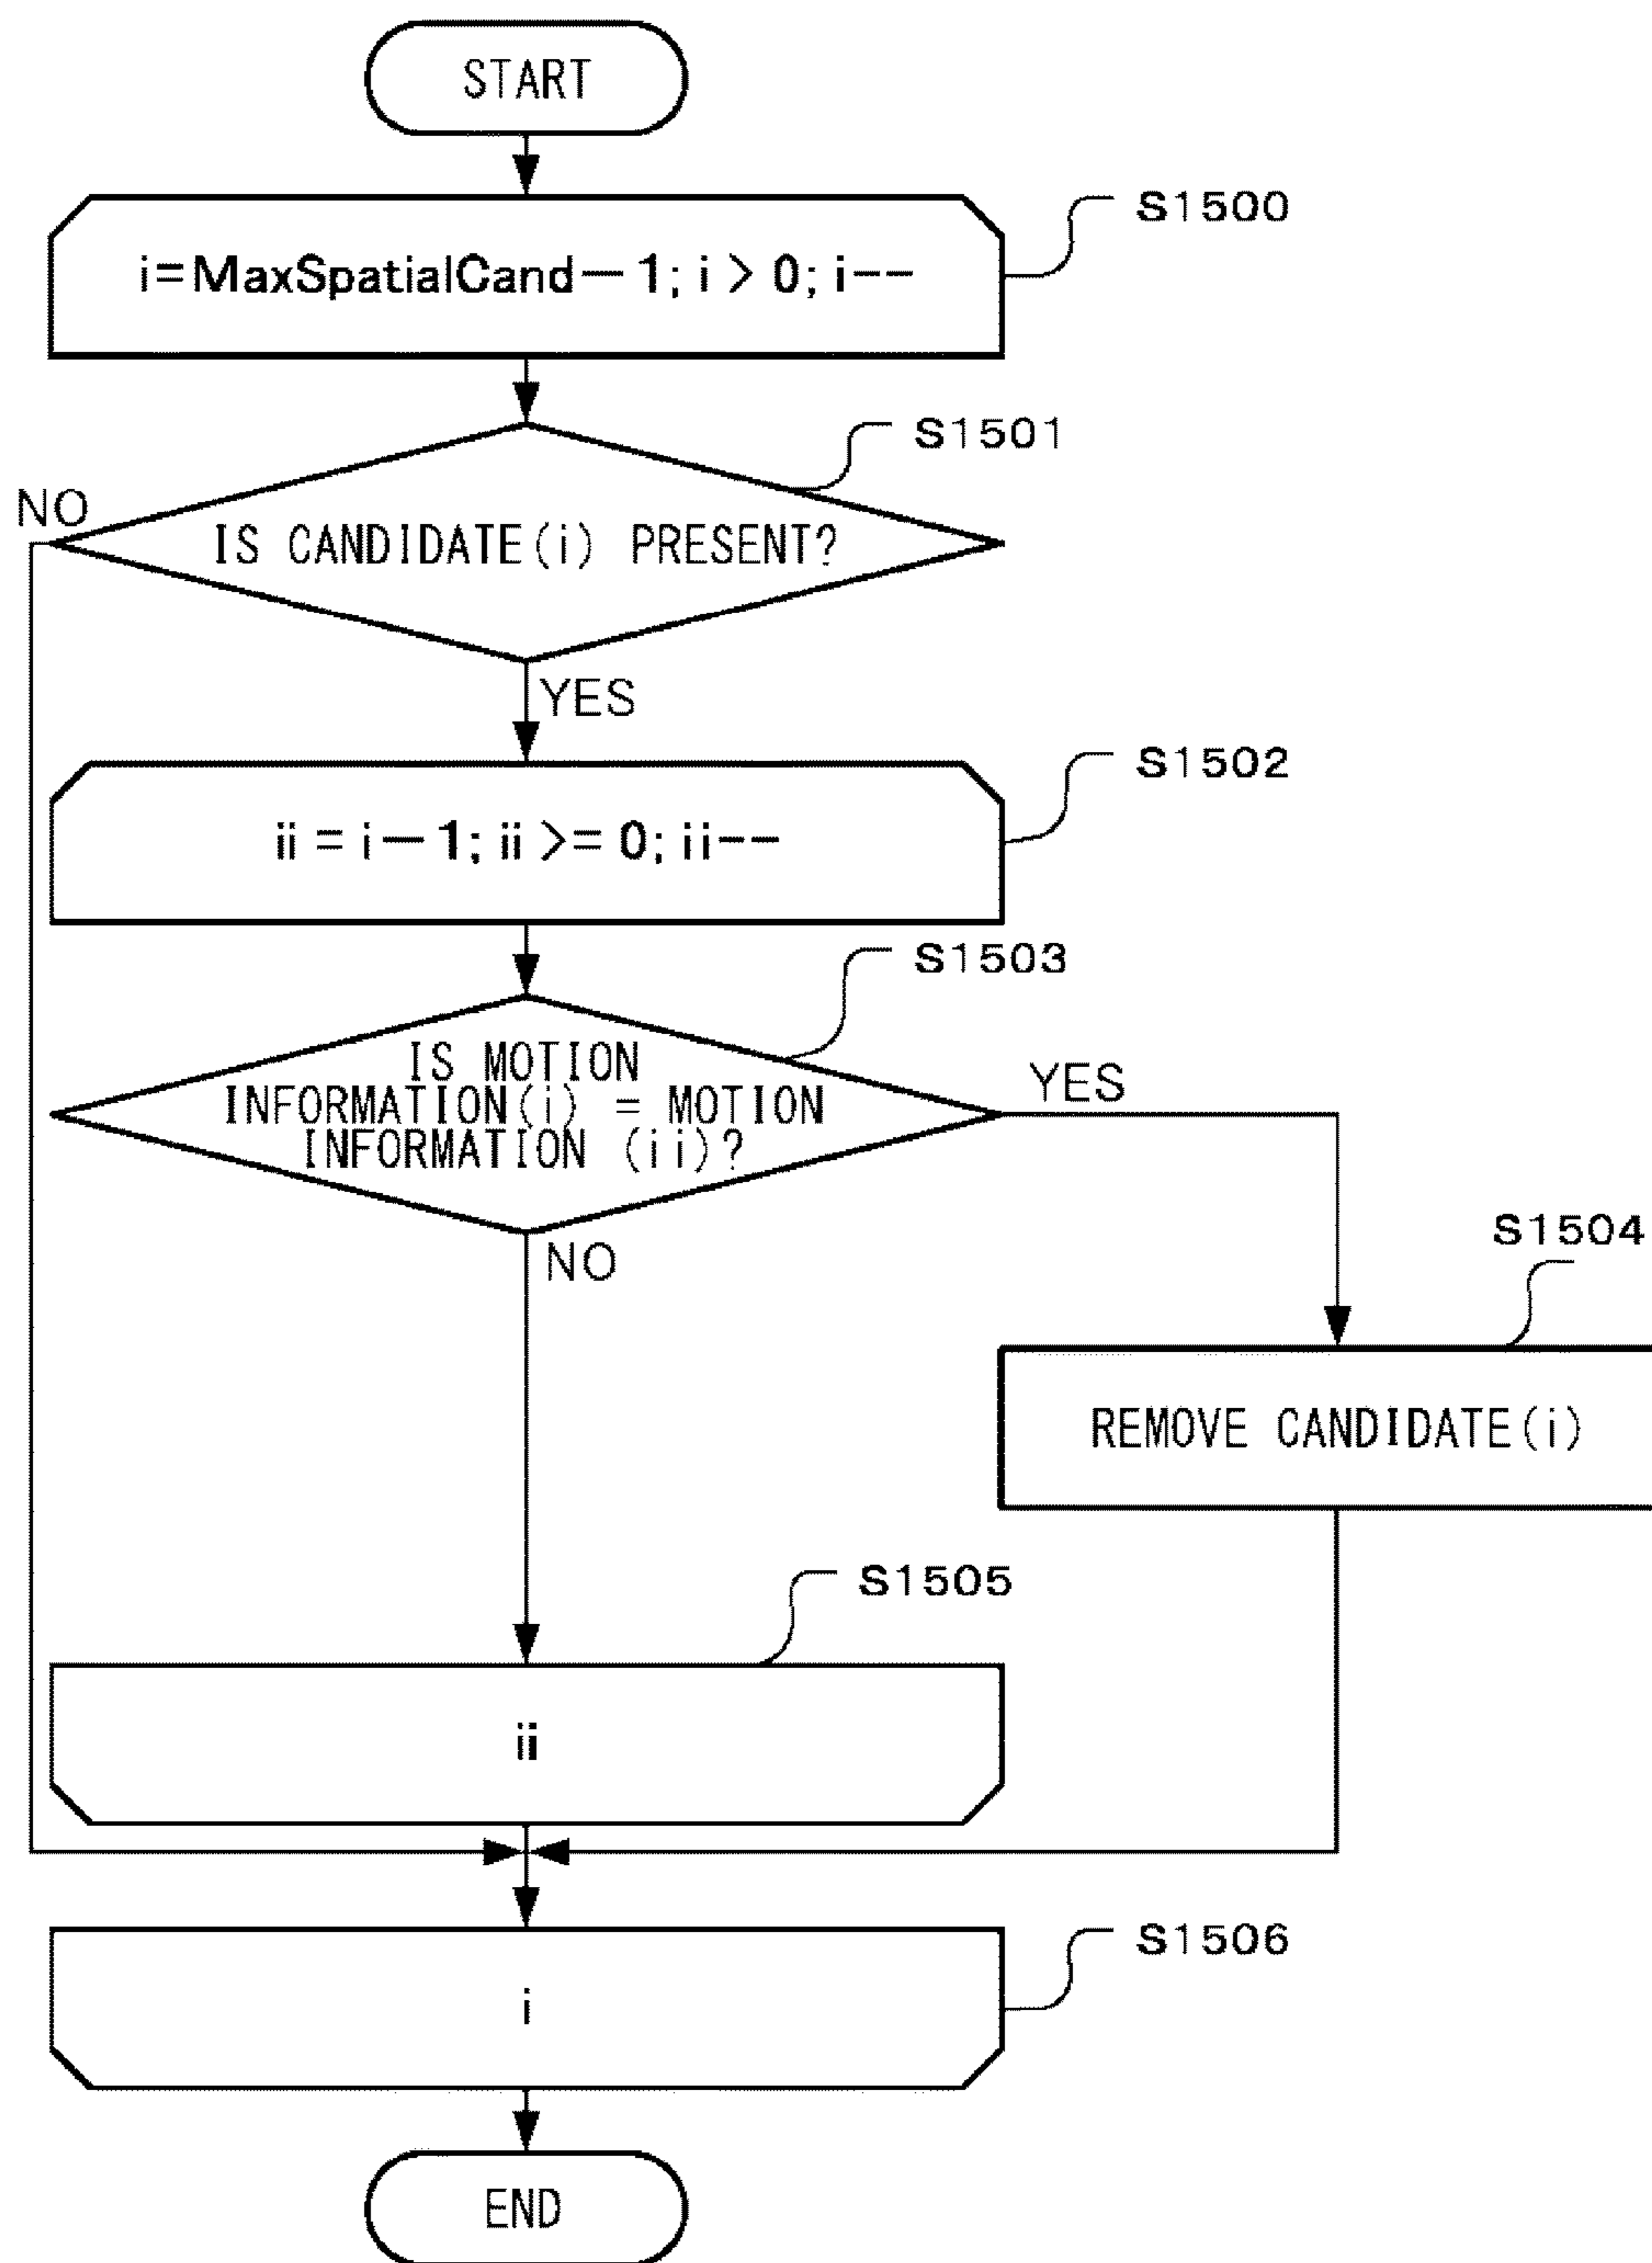 START
S1500
i=MaxSpatialCand−1; i > 0; i−−
S1501
NO
IS CANDIDATE(i) PRESENT?
YES
S1502
ii = i−1; ii >= 0; ii−−
S1503
IS MOTION
INFORMATION(i) = MOTION
INFORMATION (ii)?
YES
NO
S1504
REMOVE CANDIDATE(i)
S1505
ii
S1506
i
END